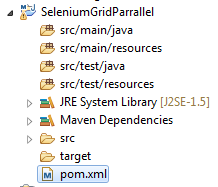 SeleniumGridParrallel
src/main/java
src/main/resources
src/test/java
src/test/resources
JRE System Library [J2SE-1.5]
Maven Dependencies
src
target
pom.xml